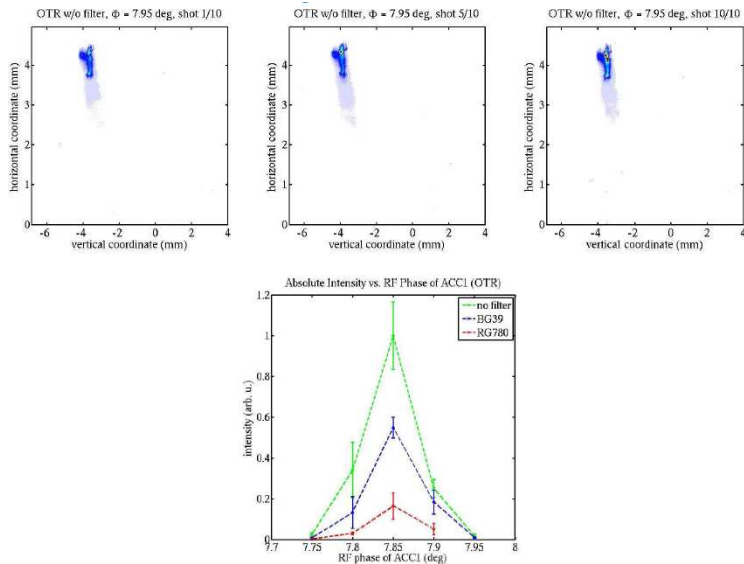 OTR w/o filter, Φ = 7.95 deg, shot 1/10
OTR w/o filter, Φ = 7.95 deg, shot 5/10
OTR w/o filter, Φ = 7.95 deg, shot 10/10
horizontal coordinate (mm)
4
3
2
1
0
-6 -4 -2 0 2 4
vertical coordinate (mm)
horizontal coordinate (mm)
4
3
2
1
0
-6 -4 -2 0 2 4
vertical coordinate (mm)
horizontal coordinate (mm)
4
3
2
1
0
-6 -4 -2 0 2 4
vertical coordinate (mm)
Absolute Intensity vs. RF Phase of ACC1 (OTR)
no filter
BG39
RG780
intensity (arb. u.)
1.2
1
0.8
0.6
0.4
0.2
0
7.7 7.75 7.8 7.85 7.9 7.95 8
RF phase of ACC1 (deg)